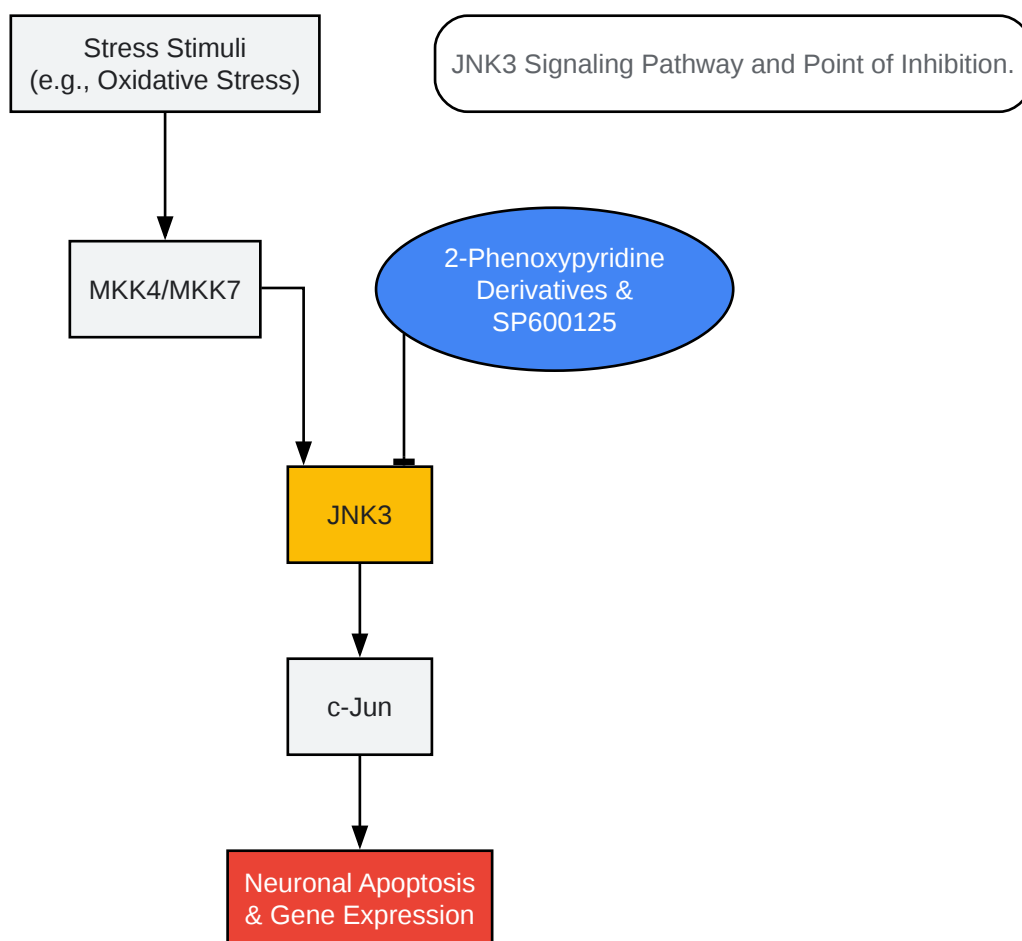 Stress Stimuli
(e.g., Oxidative Stress)
JNK3 Signaling Pathway and Point of Inhibition.
MKK4/MKK7
2-Phenoxypyridine
Derivatives &
SP600125
JNK3
c-Jun
Neuronal Apoptosis
& Gene Expression